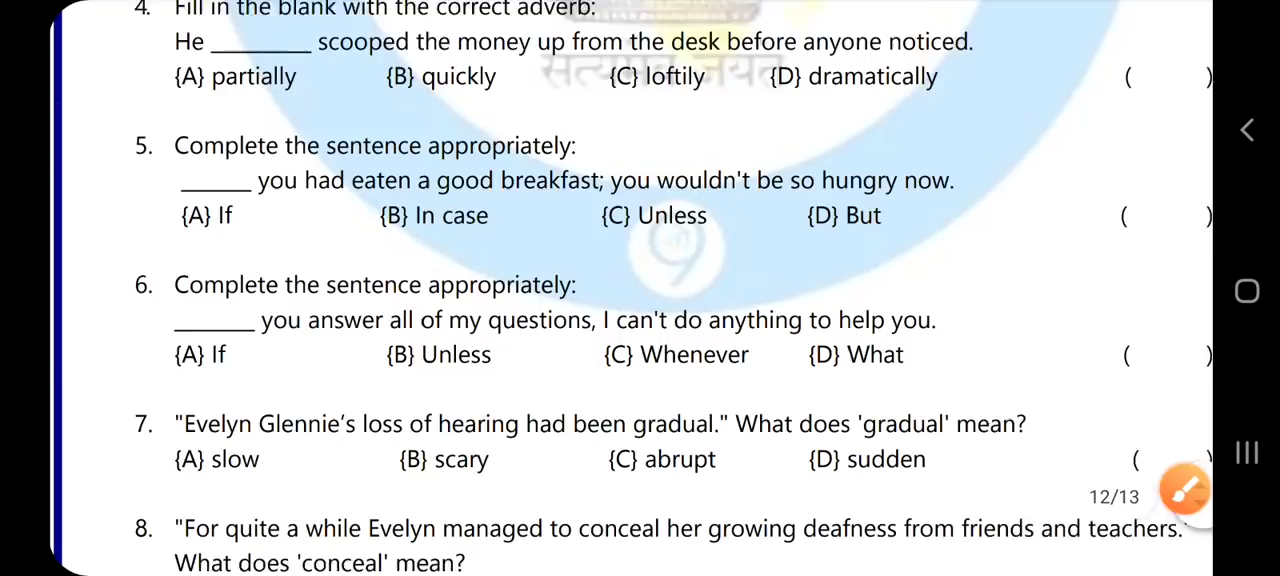 4. Fill in the blank with the correct adverb:
He ________ scooped the money up from the desk before anyone noticed.
{A} partially {B} quickly {C} loftily {D} dramatically ( )
सत्यमेव जयते
5. Complete the sentence appropriately:
______ you had eaten a good breakfast; you wouldn't be so hungry now.
{A} If {B} In case {C} Unless {D} But ( )
6. Complete the sentence appropriately:
_______ you answer all of my questions, I can't do anything to help you.
{A} If {B} Unless {C} Whenever {D} What ( )
7. "Evelyn Glennie’s loss of hearing had been gradual." What does 'gradual' mean?
{A} slow {B} scary {C} abrupt {D} sudden ( )
12/13
8. "For quite a while Evelyn managed to conceal her growing deafness from friends and teachers."
What does 'conceal' mean?